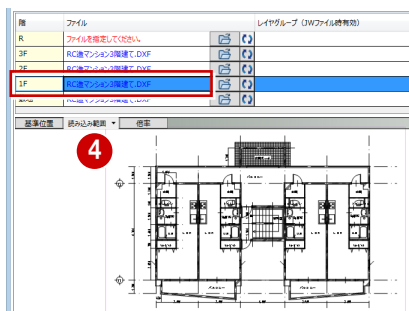 階 ファイル レイヤグループ（JWファイル時有効）
R ファイルを指定してください。
3F RC造マンション3階建て.DXF
2F RC造マンション3階建て.DXF
1F RC造マンション3階建て.DXF
RC造マンション3階建て.DXF
基準位置 読み込み範囲 倍率
4